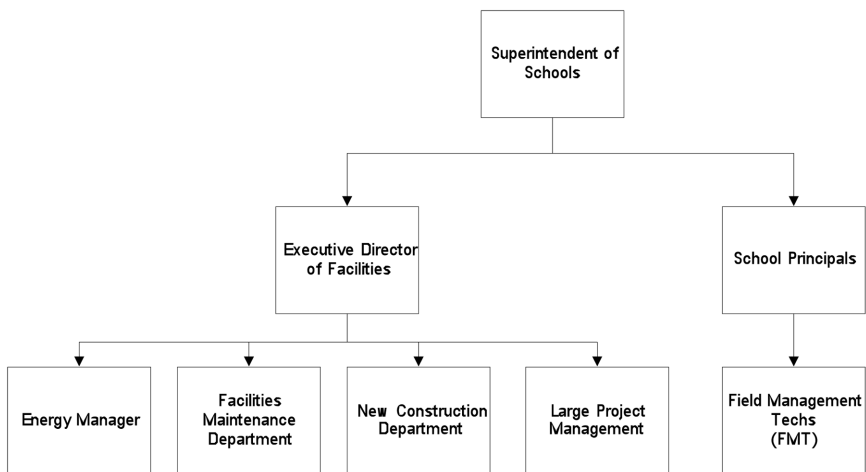 Superintendent of
Schools
Executive Director
of Facilities
School Principals
Energy Manager
Facilities
Maintenance
Department
New Construction
Department
Large Project
Management
Field Management
Techs
(FMT)